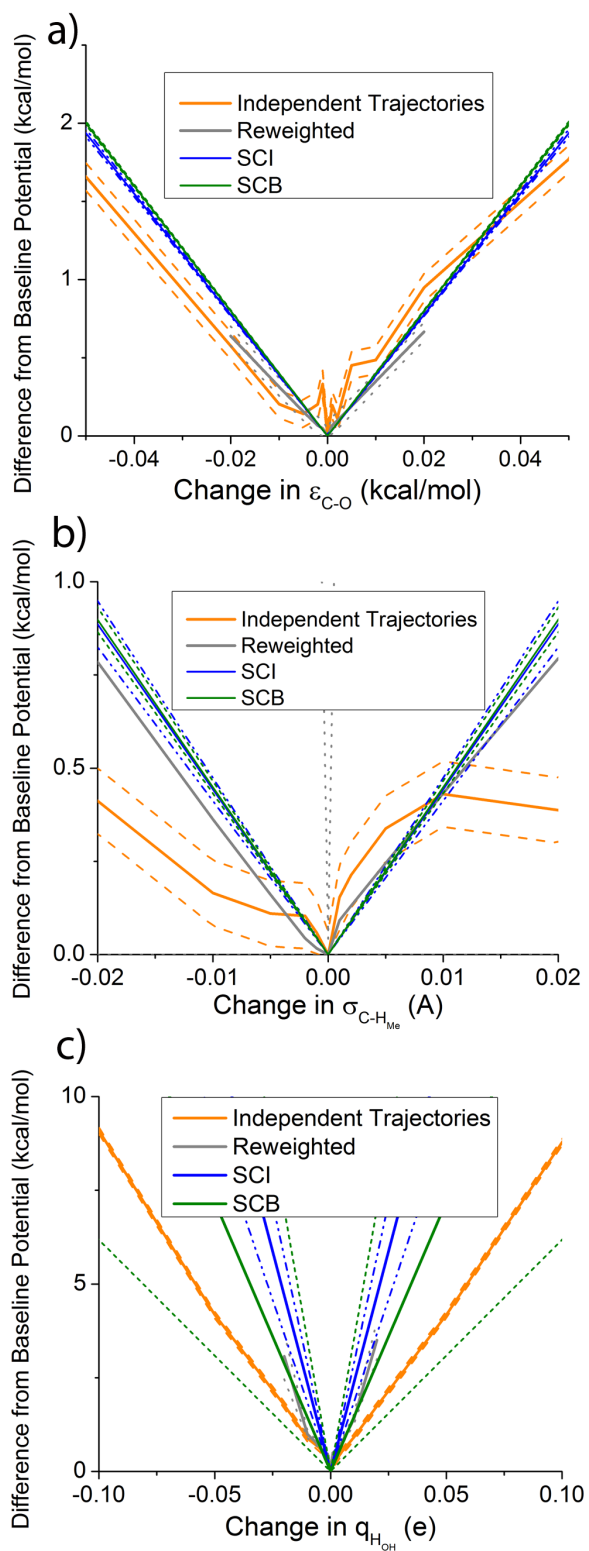 a)
Difference from Baseline Potential (kcal/mol)
2
1
0
Independent Trajectories
Reweighted
SCI
SCB
-0.04
-0.02
0.00
0.02
0.04
Change in εC-O (kcal/mol)
b)
Difference from Baseline Potential (kcal/mol)
1.0
0.5
0.0
Independent Trajectories
Reweighted
SCI
SCB
-0.02
-0.01
0.00
0.01
0.02
Change in σC-HMe (A)
c)
Difference from Baseline Potential (kcal/mol)
10
5
0
Independent Trajectories
Reweighted
SCI
SCB
-0.10
-0.05
0.00
0.05
0.10
Change in qHOH (e)